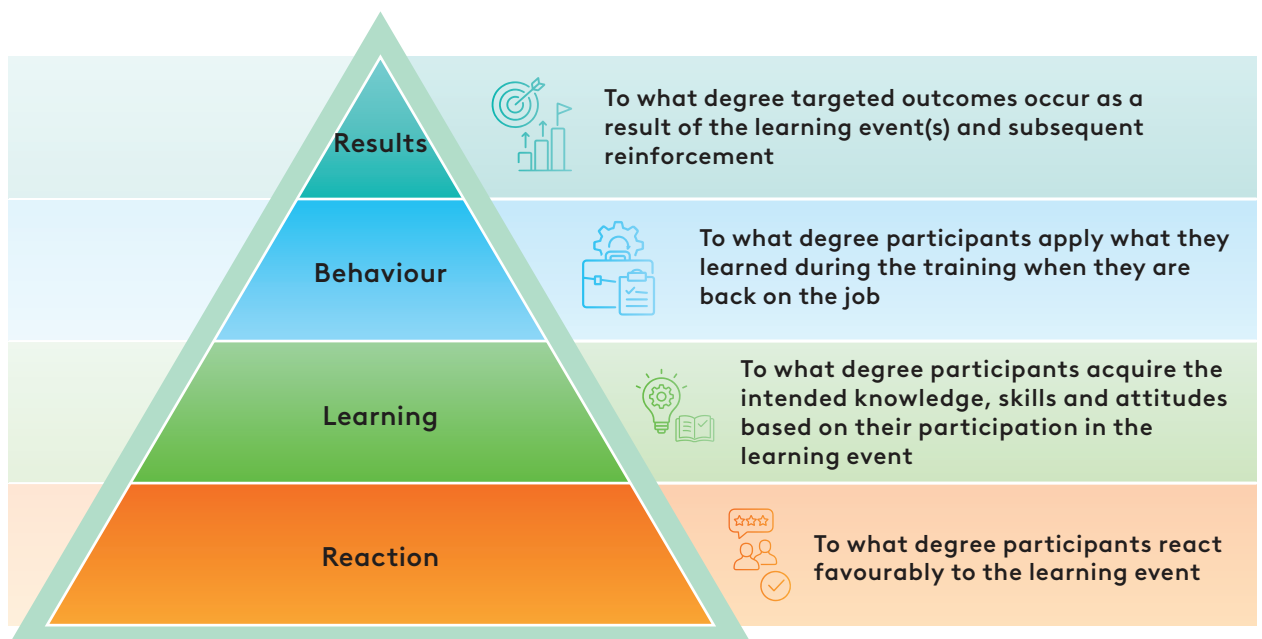 Results
To what degree targeted outcomes occur as a
result of the learning event(s) and subsequent
reinforcement
Behaviour
To what degree participants apply what they
learned during the training when they are
back on the job
Learning
To what degree participants acquire the
intended knowledge, skills and attitudes
based on their participation in the
learning event
Reaction
To what degree participants react
favourably to the learning event